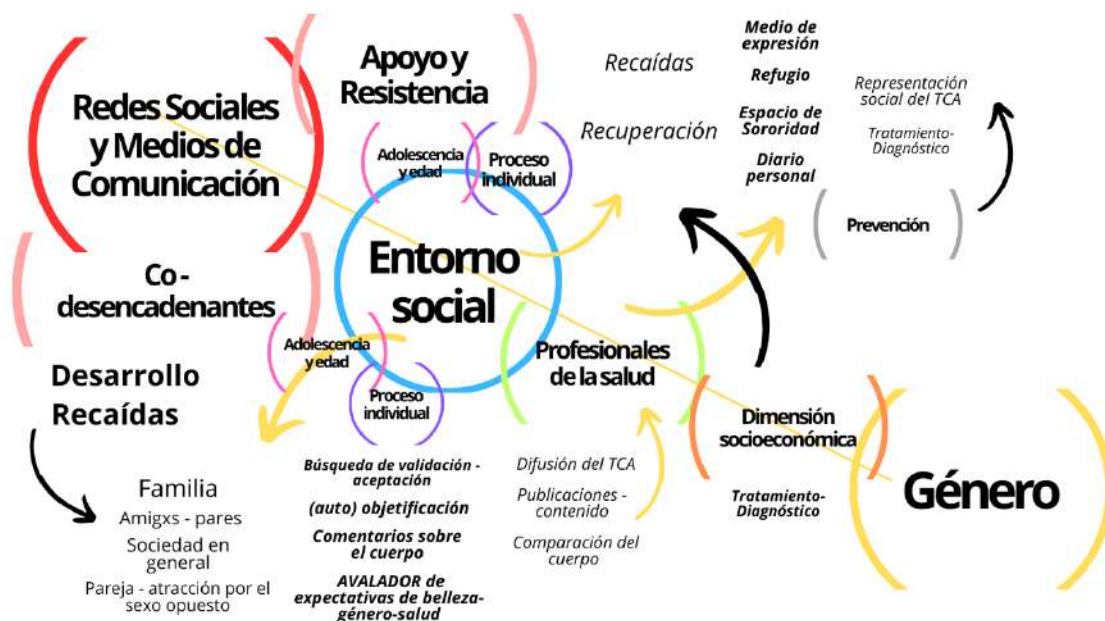 Redes Sociales
y Medios de
Comunicación
Apoyo y
Resistencia
Adolescencia
y edad
Proceso
individual
Recaídas
Recuperación
Medio de
expresión
Refugio
Espacio de
Sororidad
Diario
personal
Representación
social del TCA
Tratamiento-
Diagnóstico
Prevención
Entorno
social
Co-
desencadenantes
Adolescencia
y edad
Proceso
individual
Profesionales
de la salud
Desarrollo
Recaídas
Familia
Amigxs - pares
Sociedad en
general
Pareja - atracción por el
sexo opuesto
Búsqueda de validación -
aceptación
(auto) objetificación
Comentarios sobre
el cuerpo
AVALADOR de
expectativas de belleza-
género-salud
Difusión del TCA
Publicaciones -
contenido
Comparación del
cuerpo
Dimensión
socioeconómica
Tratamiento-
Diagnóstico
Género